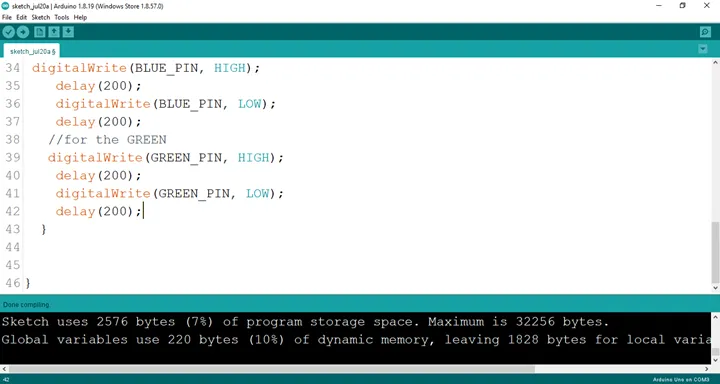 sketch_jul20a | Arduino 1.8.19 (Windows Store 1.8.57.0)
File Edit Sketch Tools Help
sketch_jul20a §
34 digitalWrite(BLUE_PIN, HIGH);
35 delay(200);
36 digitalWrite(BLUE_PIN, LOW);
37 delay(200);
38 //for the GREEN
39 digitalWrite(GREEN_PIN, HIGH);
40 delay(200);
41 digitalWrite(GREEN_PIN, LOW);
42 delay(200);
43 }
44
45
46 }
Done compiling.
Sketch uses 2576 bytes (7%) of program storage space. Maximum is 32256 bytes.
Global variables use 220 bytes (10%) of dynamic memory, leaving 1828 bytes for local varia
42 Arduino Uno on COM3